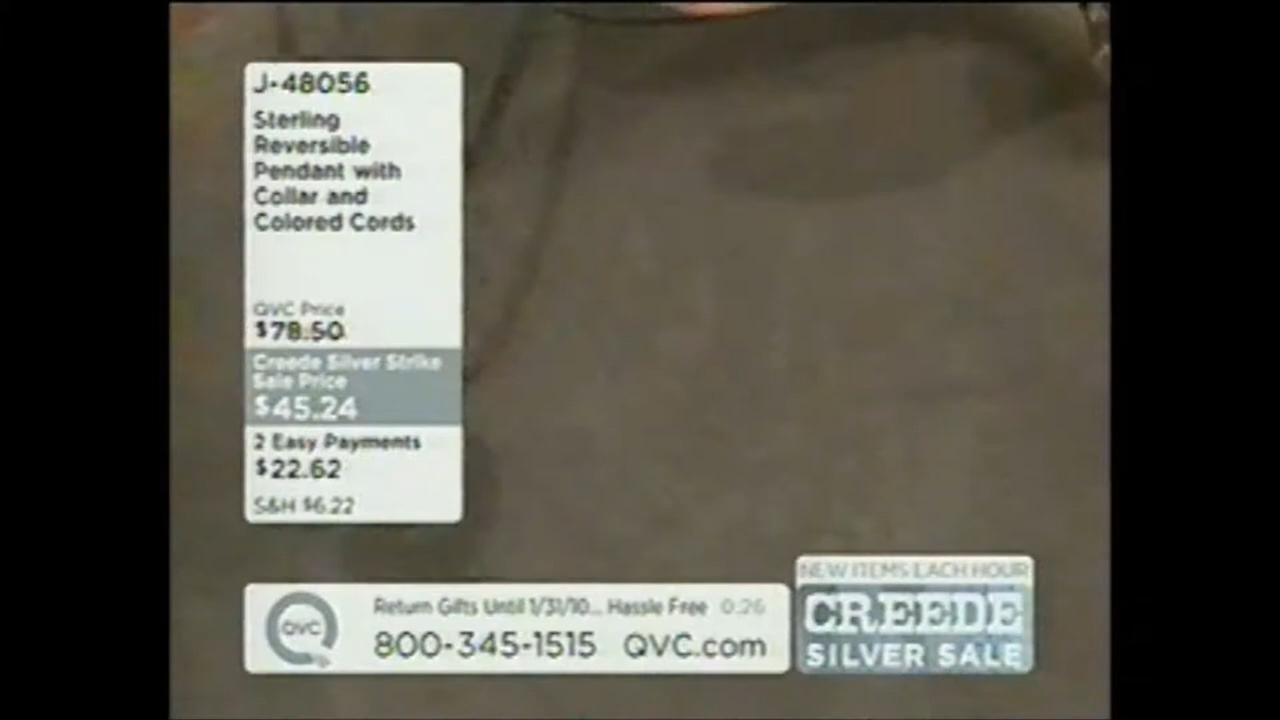 J-48056
Sterling
Reversible
Pendant with
Collar and
Colored Cords
QVC Price
$78.50
Creede Silver Strike
Sale Price
$45.24
2 Easy Payments
$22.62
S&H $6.22
QVC
Return Gifts Until 1/31/10... Hassle Free 0:26
800-345-1515 QVC.com
NEW ITEMS EACH HOUR
CREEDE
SILVER SALE